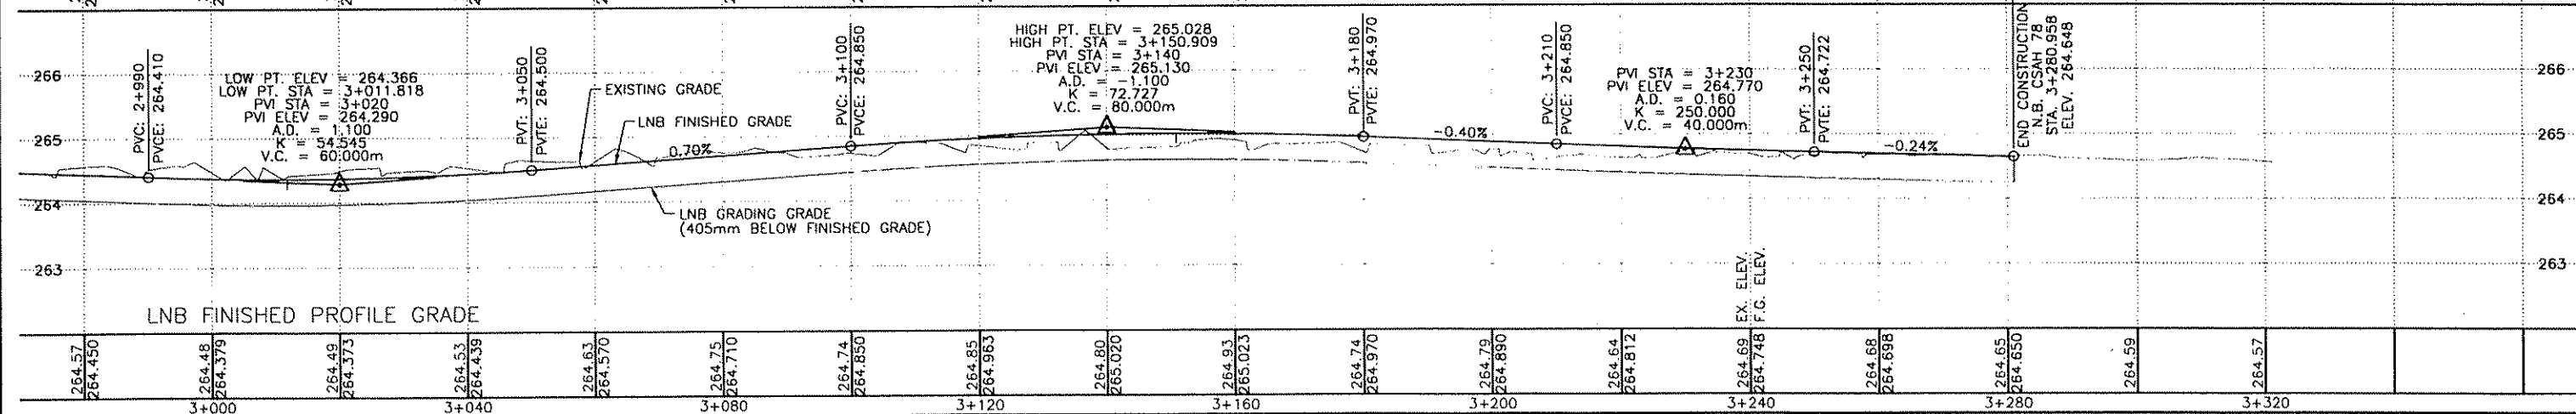 266
265
264
263
PVC: 2+990
PVCE: 264.410
LOW PT. ELEV = 264.366
LOW PT. STA = 3+011.818
PVI STA = 3+020
PVI ELEV = 264.290
A.D. = 1.100
K = 54.545
V.C. = 60.000m
PVT: 3+050
PVTE: 264.500
EXISTING GRADE
LNB FINISHED GRADE
0.70%
LNB GRADING GRADE
(405mm BELOW FINISHED GRADE)
PVC: 3+100
PVCE: 264.850
HIGH PT. ELEV = 265.028
HIGH PT. STA = 3+150.909
PVI STA = 3+140
PVI ELEV = 265.130
A.D. = -1.100
K = 72.727
V.C. = 80.000m
PVT: 3+180
PVTE: 264.970
-0.40%
PVC: 3+210
PVCE: 264.850
PVI STA = 3+230
PVI ELEV = 264.770
A.D. = 0.160
K = 250.000
V.C. = 40.000m
PVT: 3+250
PVTE: 264.722
-0.24%
END CONSTRUCTION
N.B. CSAH 78
STA. 3+280.958
ELEV. 264.648
266
265
264
263
EX. ELEV.
F.G. ELEV.
LNB FINISHED PROFILE GRADE
264.57
264.450
264.48
264.379
264.49
264.373
264.53
264.439
264.63
264.570
264.75
264.710
264.74
264.850
264.85
264.963
264.80
265.020
264.93
265.023
264.74
264.970
264.79
264.890
264.64
264.812
264.69
264.748
264.68
264.698
264.65
264.650
264.59
264.57
3+000
3+040
3+080
3+120
3+160
3+200
3+240
3+280
3+320